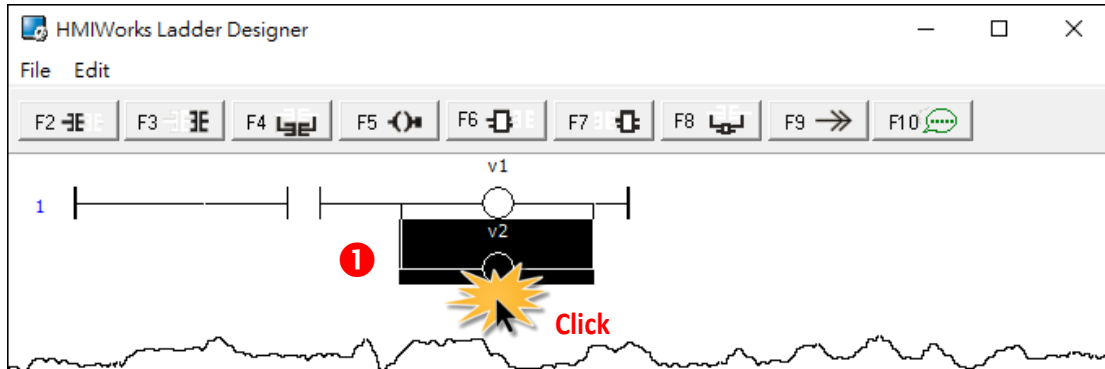 HMIWorks Ladder Designer
File Edit
F2 F3 F4 F5 F6 F7 F8 F9 F10
v1
1
v2
1
Click